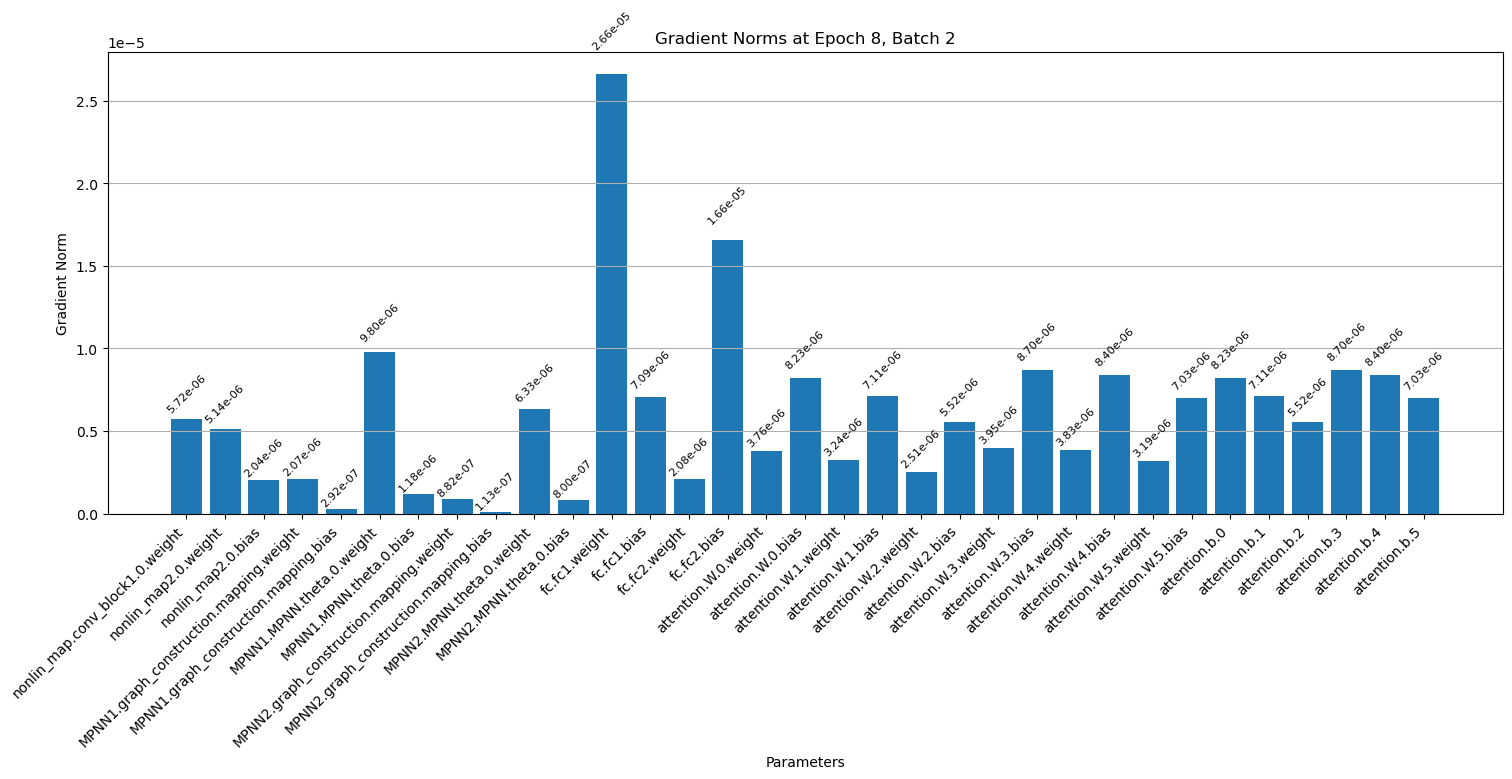 Gradient Norms at Epoch 8, Batch 2
1e−5
Gradient Norm
2.5
2.0
1.5
1.0
0.5
0.0
5.72e-06
5.14e-06
2.04e-06
2.07e-06
2.92e-07
9.80e-06
1.18e-06
8.82e-07
1.13e-07
6.33e-06
8.00e-07
2.66e-05
7.09e-06
2.08e-06
1.66e-05
3.76e-06
8.23e-06
3.24e-06
7.11e-06
2.51e-06
5.52e-06
3.95e-06
8.70e-06
3.83e-06
8.40e-06
3.19e-06
7.03e-06
8.23e-06
7.11e-06
5.52e-06
8.70e-06
8.40e-06
7.03e-06
nonlin_map.conv_block1.0.weight
nonlin_map2.0.weight
nonlin_map2.0.bias
MPNN1.graph_construction.mapping.weight
MPNN1.graph_construction.mapping.bias
MPNN1.MPNN.theta.0.weight
MPNN1.MPNN.theta.0.bias
MPNN2.graph_construction.mapping.weight
MPNN2.graph_construction.mapping.bias
MPNN2.MPNN.theta.0.weight
MPNN2.MPNN.theta.0.bias
fc.fc1.weight
fc.fc1.bias
fc.fc2.weight
fc.fc2.bias
attention.W.0.weight
attention.W.0.bias
attention.W.1.weight
attention.W.1.bias
attention.W.2.weight
attention.W.2.bias
attention.W.3.weight
attention.W.3.bias
attention.W.4.weight
attention.W.4.bias
attention.W.5.weight
attention.W.5.bias
attention.b.0
attention.b.1
attention.b.2
attention.b.3
attention.b.4
attention.b.5
Parameters